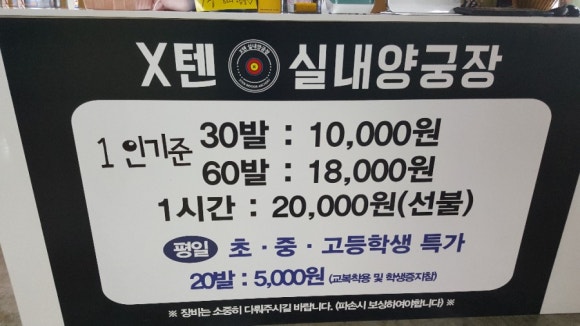 X텐 실내양궁장
1인기준
30발 : 10,000원
60발 : 18,000원
1시간 : 20,000원(선불)
평일 초·중·고등학생 특가
20발 : 5,000원 (교복착용 및 학생증지참)
※ 장비는 소중히 다뤄주시길 바랍니다. (파손시 보상하여야합니다) ※